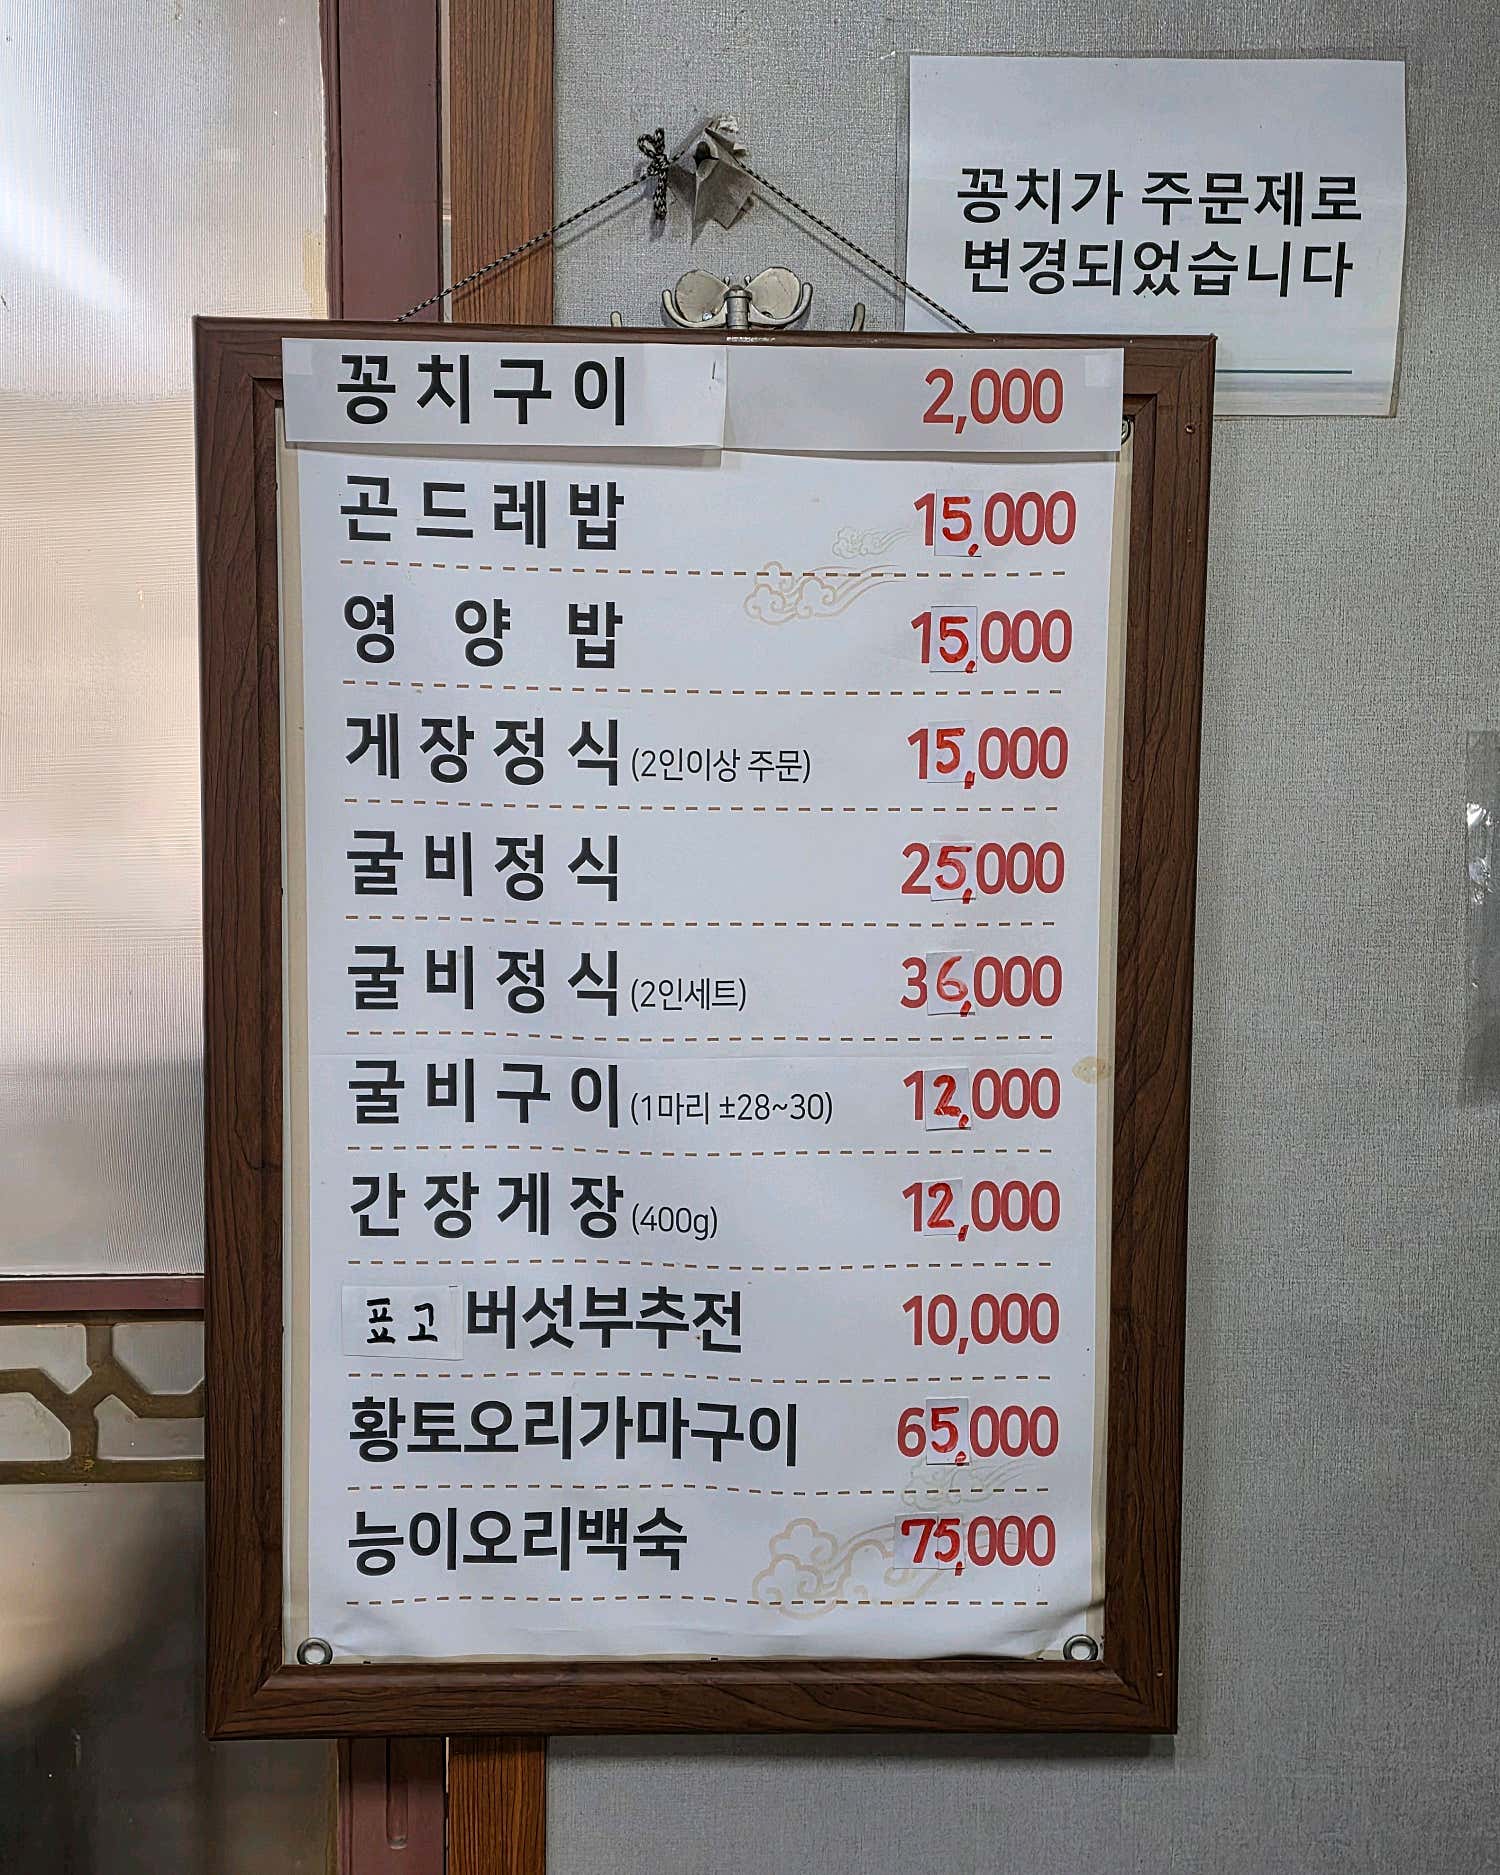 꽁치가 주문제로
변경되었습니다
꽁치구이 2,000
곤드레밥 15,000
영양밥 15,000
게장정식 (2인이상 주문) 15,000
굴비정식 25,000
굴비정식 (2인세트) 36,000
굴비구이 (1마리 ±28~30) 12,000
간장게장 (400g) 12,000
표고 버섯부추전 10,000
황토오리가마구이 65,000
능이오리백숙 75,000